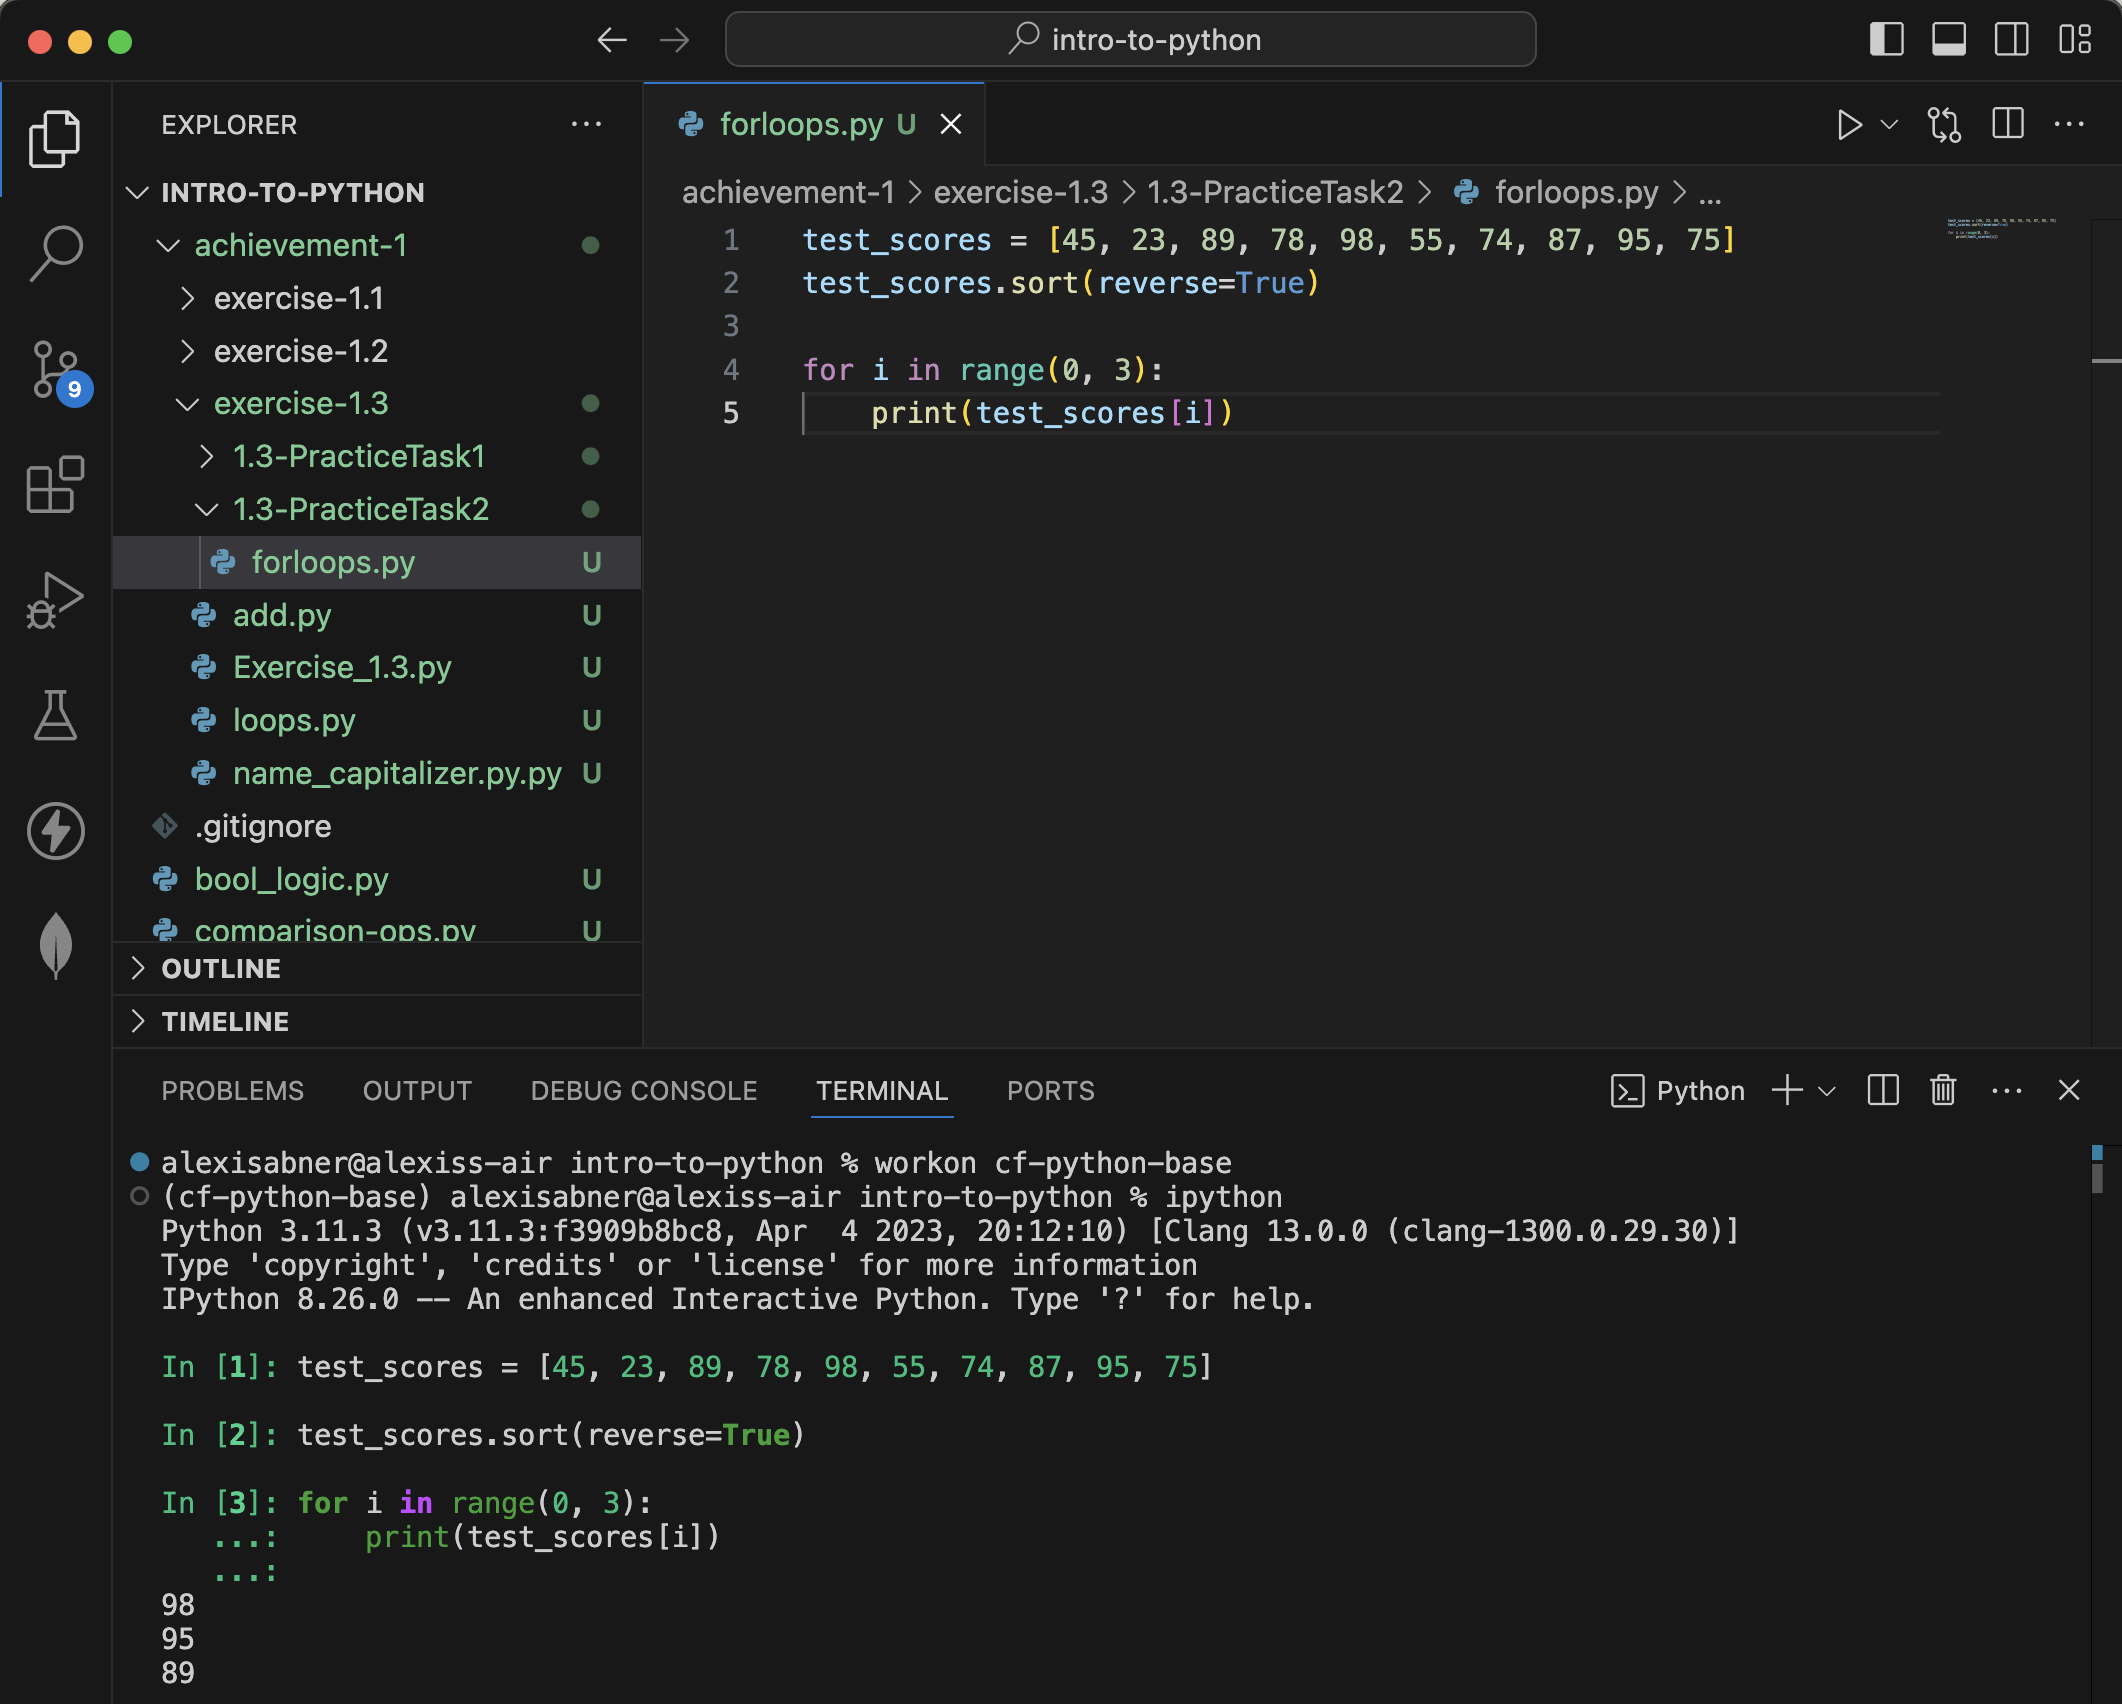 intro-to-python
EXPLORER
INTRO-TO-PYTHON
achievement-1
exercise-1.1
exercise-1.2
exercise-1.3
1.3-PracticeTask1
1.3-PracticeTask2
forloops.py U
add.py U
Exercise_1.3.py U
loops.py U
name_capitalizer.py.py U
.gitignore
bool_logic.py U
comparison-ops.py U
OUTLINE
TIMELINE
9
forloops.py U
achievement-1 > exercise-1.3 > 1.3-PracticeTask2 > forloops.py > ...
1 test_scores = [45, 23, 89, 78, 98, 55, 74, 87, 95, 75]
2 test_scores.sort(reverse=True)
3
4 for i in range(0, 3):
5     print(test_scores[i])
PROBLEMS OUTPUT DEBUG CONSOLE TERMINAL PORTS Python
alexisabner@alexiss-air intro-to-python % workon cf-python-base
(cf-python-base) alexisabner@alexiss-air intro-to-python % ipython
Python 3.11.3 (v3.11.3:f3909b8bc8, Apr  4 2023, 20:12:10) [Clang 13.0.0 (clang-1300.0.29.30)]
Type 'copyright', 'credits' or 'license' for more information
IPython 8.26.0 -- An enhanced Interactive Python. Type '?' for help.
In [1]: test_scores = [45, 23, 89, 78, 98, 55, 74, 87, 95, 75]
In [2]: test_scores.sort(reverse=True)
In [3]: for i in range(0, 3):
   ...:     print(test_scores[i])
   ...:
98
95
89